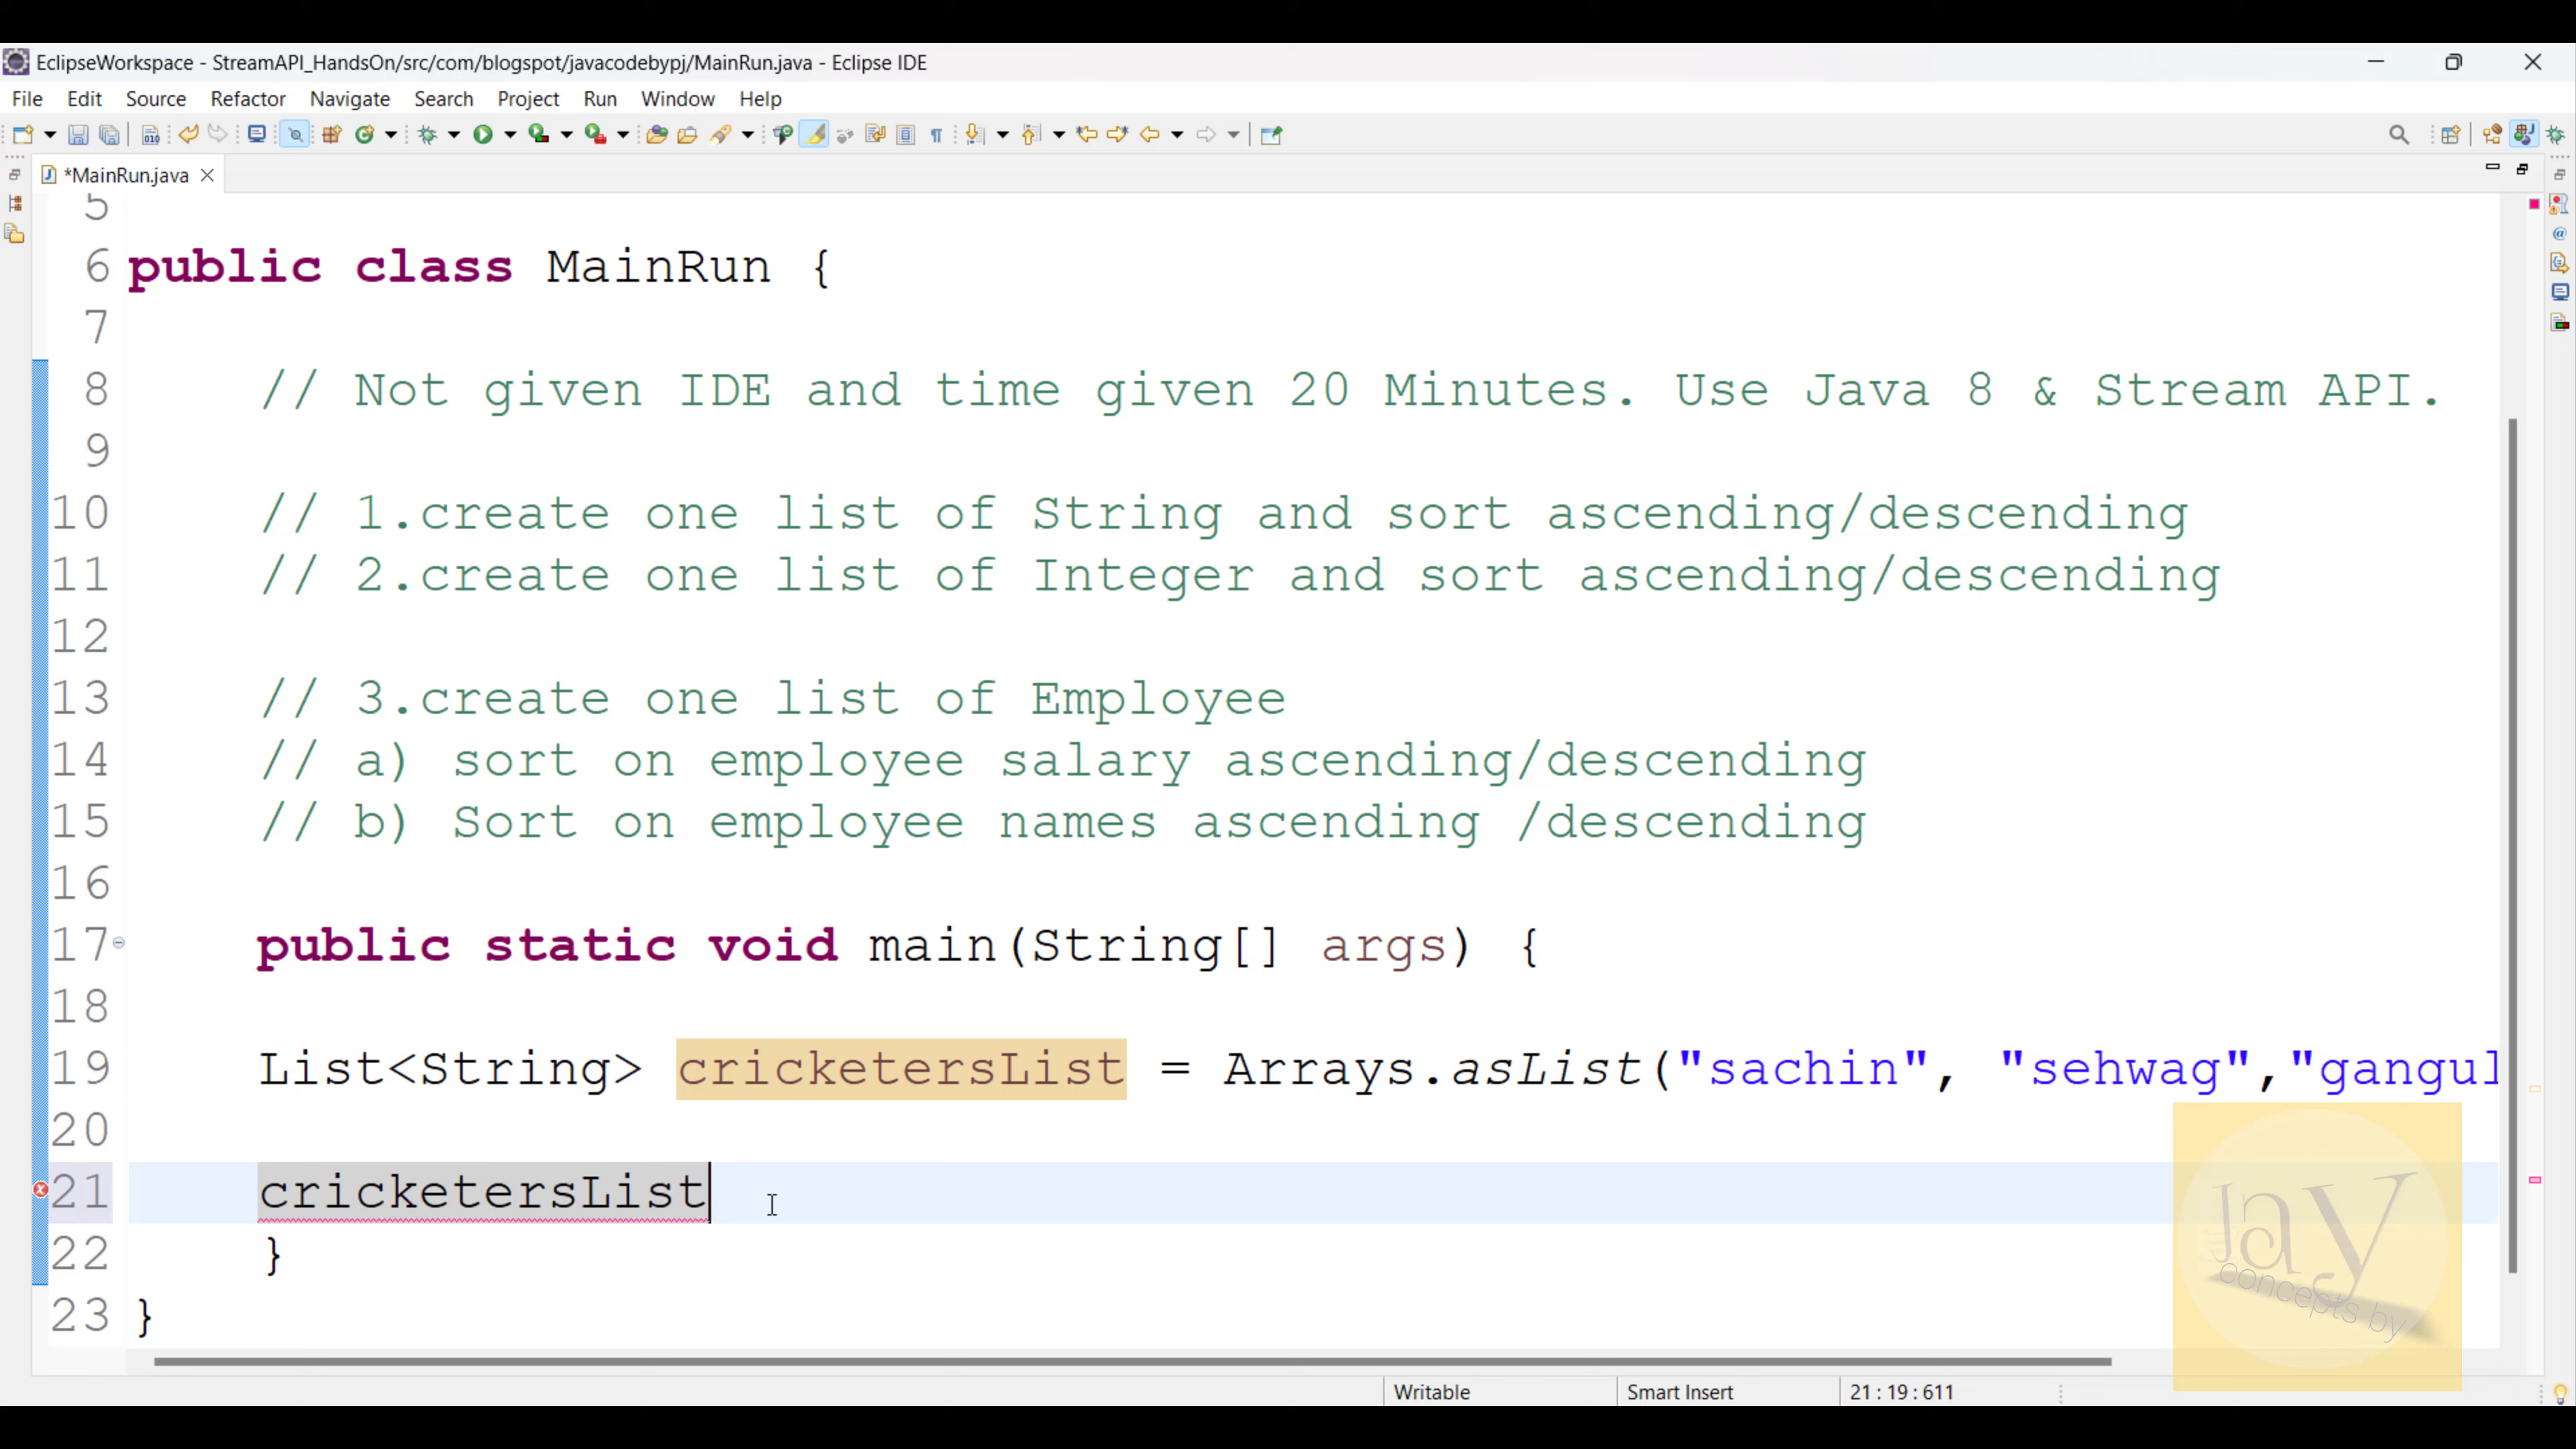 EclipseWorkspace - StreamAPI_HandsOn/src/com/blogspot/javacodebypj/MainRun.java - Eclipse IDE
File Edit Source Refactor Navigate Search Project Run Window Help
*MainRun.java
5
6 public class MainRun {
7
8 // Not given IDE and time given 20 Minutes. Use Java 8 & Stream API.
9
10 // 1.create one list of String and sort ascending/descending
11 // 2.create one list of Integer and sort ascending/descending
12
13 // 3.create one list of Employee
14 // a) sort on employee salary ascending/descending
15 // b) Sort on employee names ascending /descending
16
17 public static void main(String[] args) {
18
19 List<String> cricketersList = Arrays.asList("sachin", "sehwag","gangul
20
21 cricketersList
22 }
23 }
Jay
concepts by
Writable Smart Insert 21 : 19 : 611